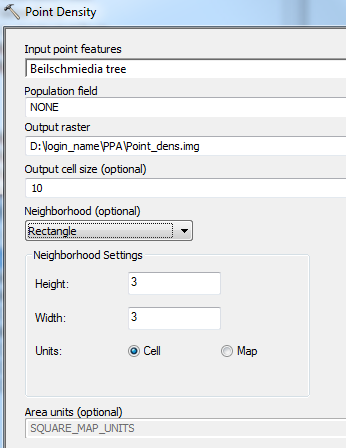 Point Density
Input point features
Beilschmiedia tree
Population field
NONE
Output raster
D:\login_name\PPA\Point_dens.img
Output cell size (optional)
10
Neighborhood (optional)
Rectangle
Neighborhood Settings
Height: 3
Width: 3
Units: Cell Map
Area units (optional)
SQUARE_MAP_UNITS